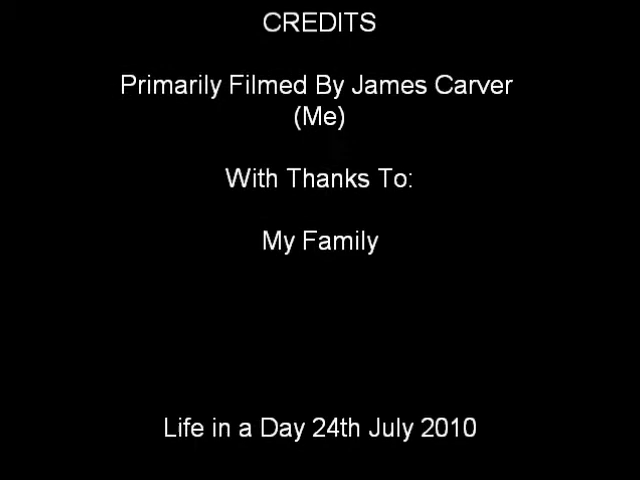 CREDITS
Primarily Filmed By James Carver
(Me)
With Thanks To:
My Family
Life in a Day 24th July 2010